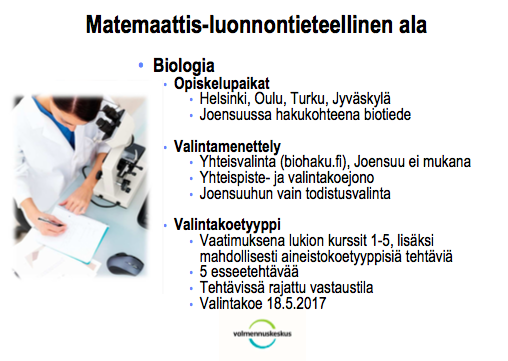 Matemaattis-luonnontieteellinen ala
• Biologia
• Opiskelupaikat
• Helsinki, Oulu, Turku, Jyväskylä
• Joensuussa hakukohteena biotiede
• Valintamenettely
• Yhteisvalinta (biohaku.fi), Joensuu ei mukana
• Yhteispiste- ja valintakoejono
• Joensuuhun vain todistusvalinta
• Valintakoetyyppi
• Vaatimuksena lukion kurssit 1-5, lisäksi
mahdollisesti aineistokoetyyppisiä tehtäviä
• 5 esseetehtävää
• Tehtävissä rajattu vastaustila
• Valintakoe 18.5.2017
valmennuskeskus